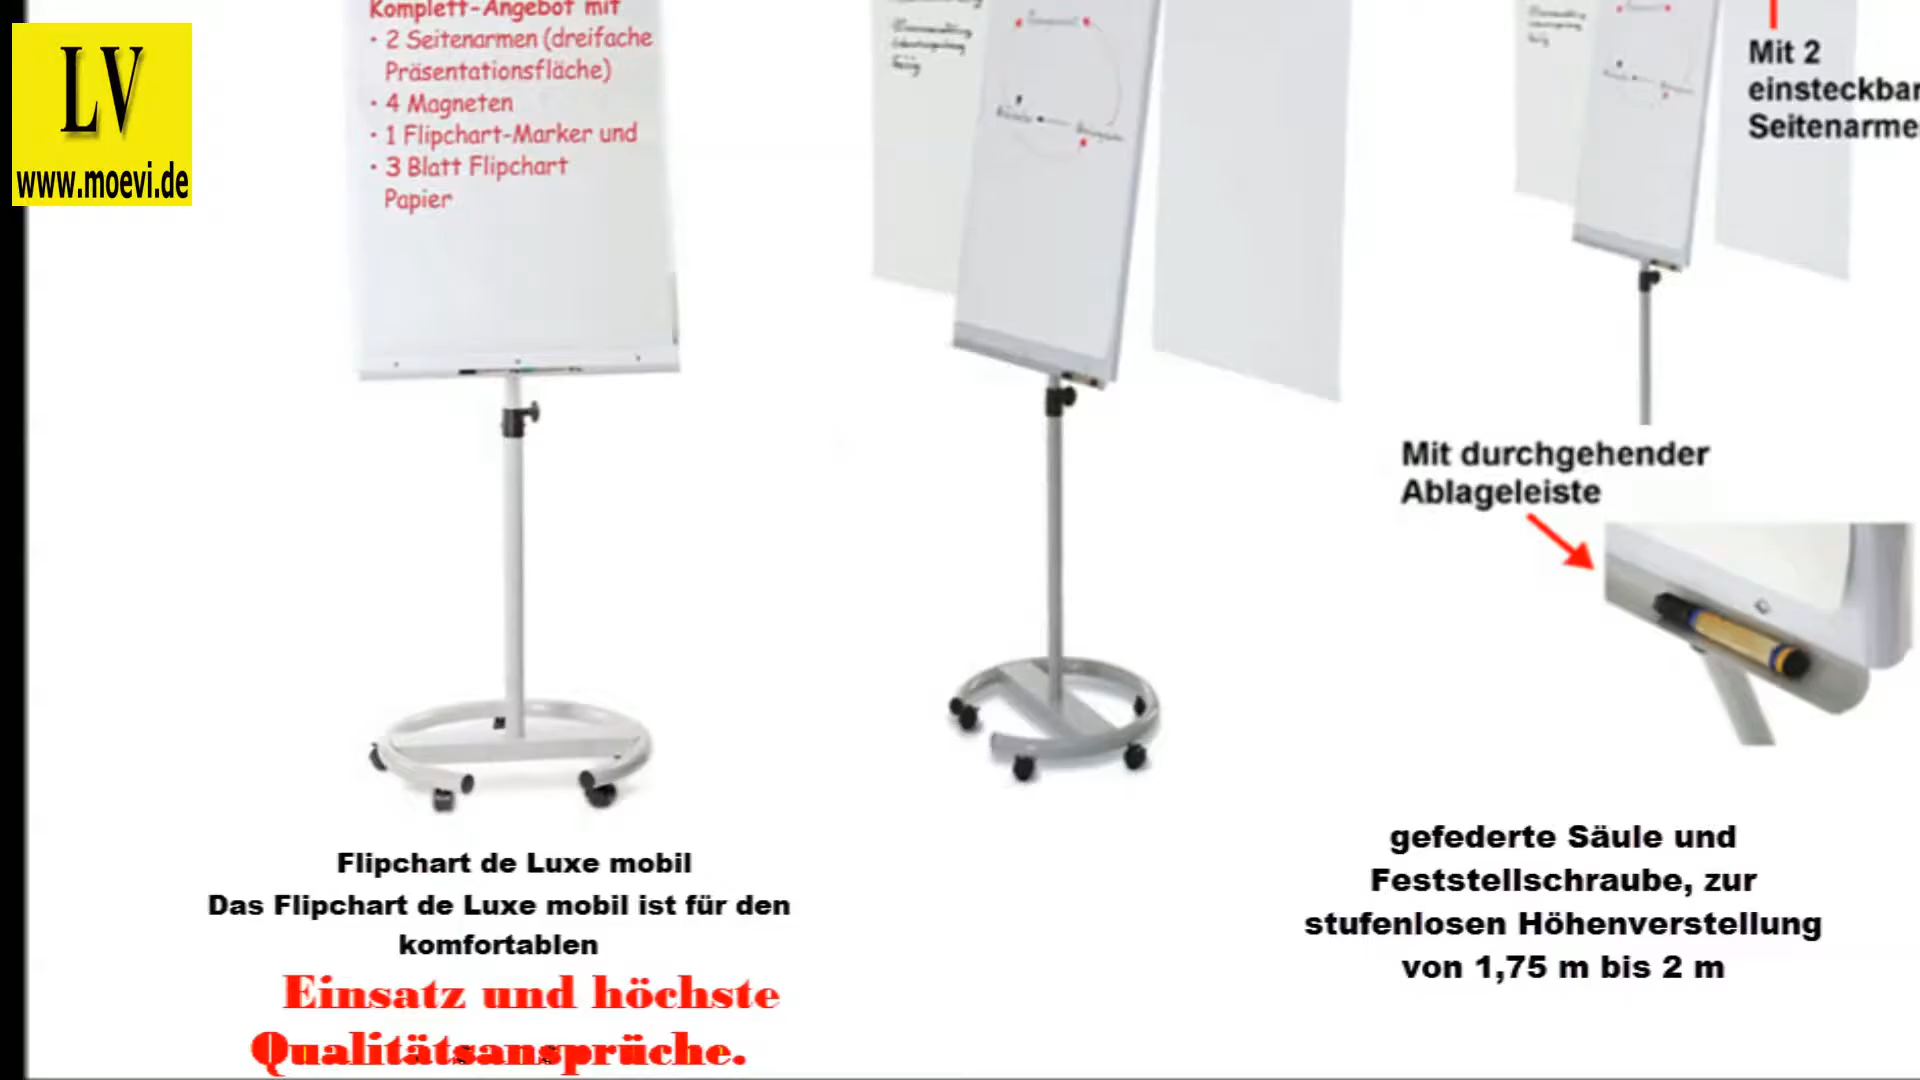 LV
www.moevi.de
Komplett-Angebot mit
• 2 Seitenarmen (dreifache
Präsentationsfläche)
• 4 Magneten
• 1 Flipchart-Marker und
• 3 Blatt Flipchart
Papier
Mit 2
einsteckbar
Seitenarme
Mit durchgehender
Ablageleiste
Flipchart de Luxe mobil
Das Flipchart de Luxe mobil ist für den
komfortablen
Einsatz und höchste
Qualitätsansprüche.
gefederte Säule und
Feststellschraube, zur
stufenlosen Höhenverstellung
von 1,75 m bis 2 m